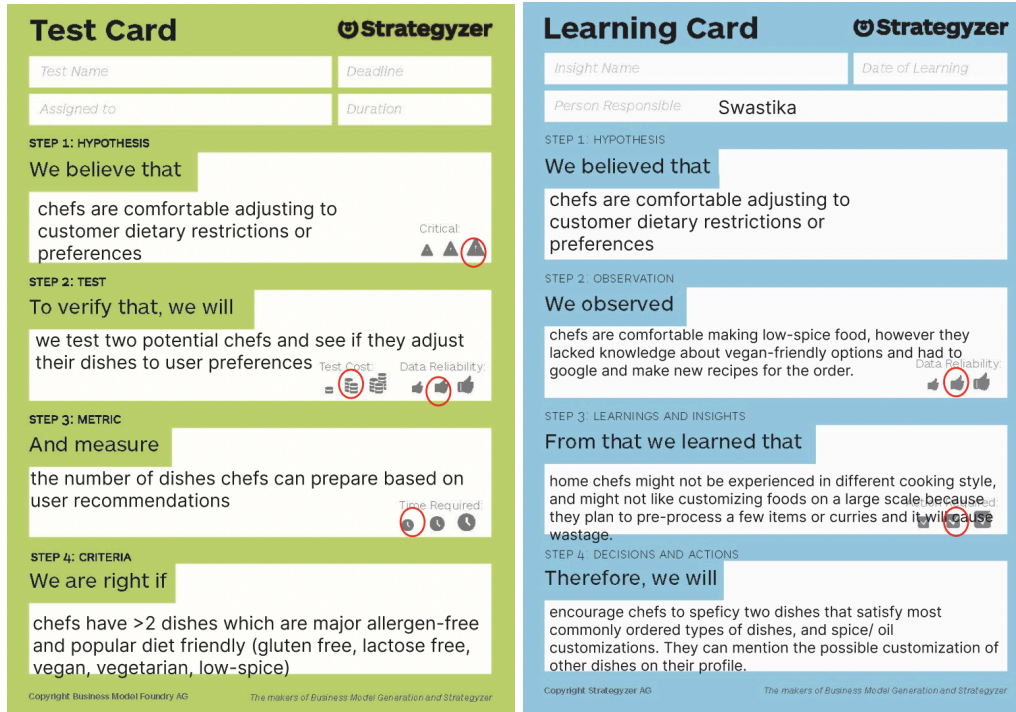 Test Card
Strategyzer
Test Name
Deadline
Assigned to
Duration
STEP 1: HYPOTHESIS
We believe that
chefs are comfortable adjusting to
customer dietary restrictions or
preferences
Critical:
STEP 2: TEST
To verify that, we will
we test two potential chefs and see if they adjust
their dishes to user preferences
Test Cost:
Data Reliability:
STEP 3: METRIC
And measure
the number of dishes chefs can prepare based on
user recommendations
Time Required:
STEP 4: CRITERIA
We are right if
chefs have >2 dishes which are major allergen-free
and popular diet friendly (gluten free, lactose free,
vegan, vegetarian, low-spice)
Copyright Business Model Foundry AG
The makers of Business Model Generation and Strategyzer
Learning Card
Strategyzer
Insight Name
Date of Learning
Person Responsible
Swastika
STEP 1: HYPOTHESIS
We believed that
chefs are comfortable adjusting to
customer dietary restrictions or
preferences
STEP 2: OBSERVATION
We observed
chefs are comfortable making low-spice food, however they
lacked knowledge about vegan-friendly options and had to
google and make new recipes for the order.
Data Reliability:
STEP 3: LEARNINGS AND INSIGHTS
From that we learned that
home chefs might not be experienced in different cooking style,
and might not like customizing foods on a large scale because
they plan to pre-process a few items or curries and it will cause
wastage.
Action Required:
STEP 4: DECISIONS AND ACTIONS
Therefore, we will
encourage chefs to speficy two dishes that satisfy most
commonly ordered types of dishes, and spice/ oil
customizations. They can mention the possible customization of
other dishes on their profile.
Copyright Strategyzer AG
The makers of Business Model Generation and Strategyzer